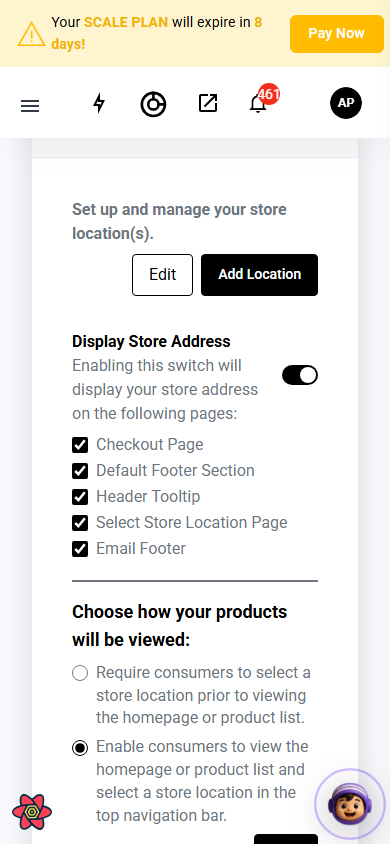 Your SCALE PLAN will expire in 8
days!
Pay Now
461
AP
Set up and manage your store
location(s).
Edit
Add Location
Display Store Address
Enabling this switch will
display your store address
on the following pages:
Checkout Page
Default Footer Section
Header Tooltip
Select Store Location Page
Email Footer
Choose how your products
will be viewed:
Require consumers to select a
store location prior to viewing
the homepage or product list.
Enable consumers to view the
homepage or product list and
select a store location in the
top navigation bar.